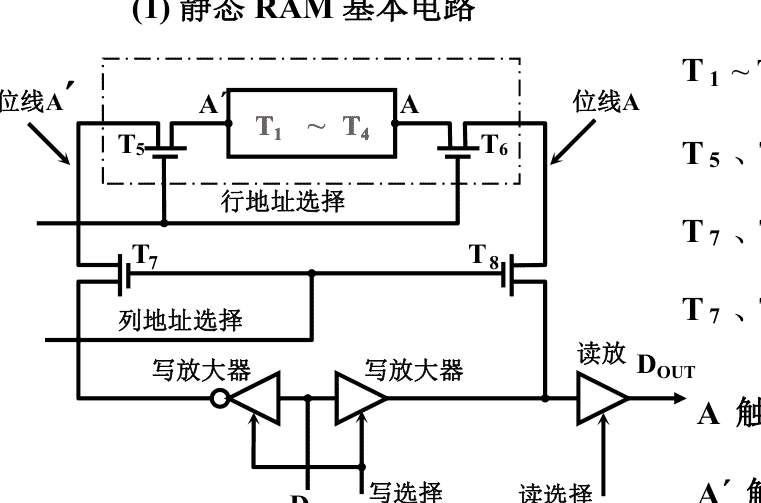 (1) 静态 RAM 基本电路
T1 ~
位线A′
A′
A
位线A
T1 ~ T4
T5
T6
T5 、
行地址选择
T7
T8
T7 、
列地址选择
T7 、
写放大器
写放大器
读放
DOUT
A 触
写选择
读选择
A′